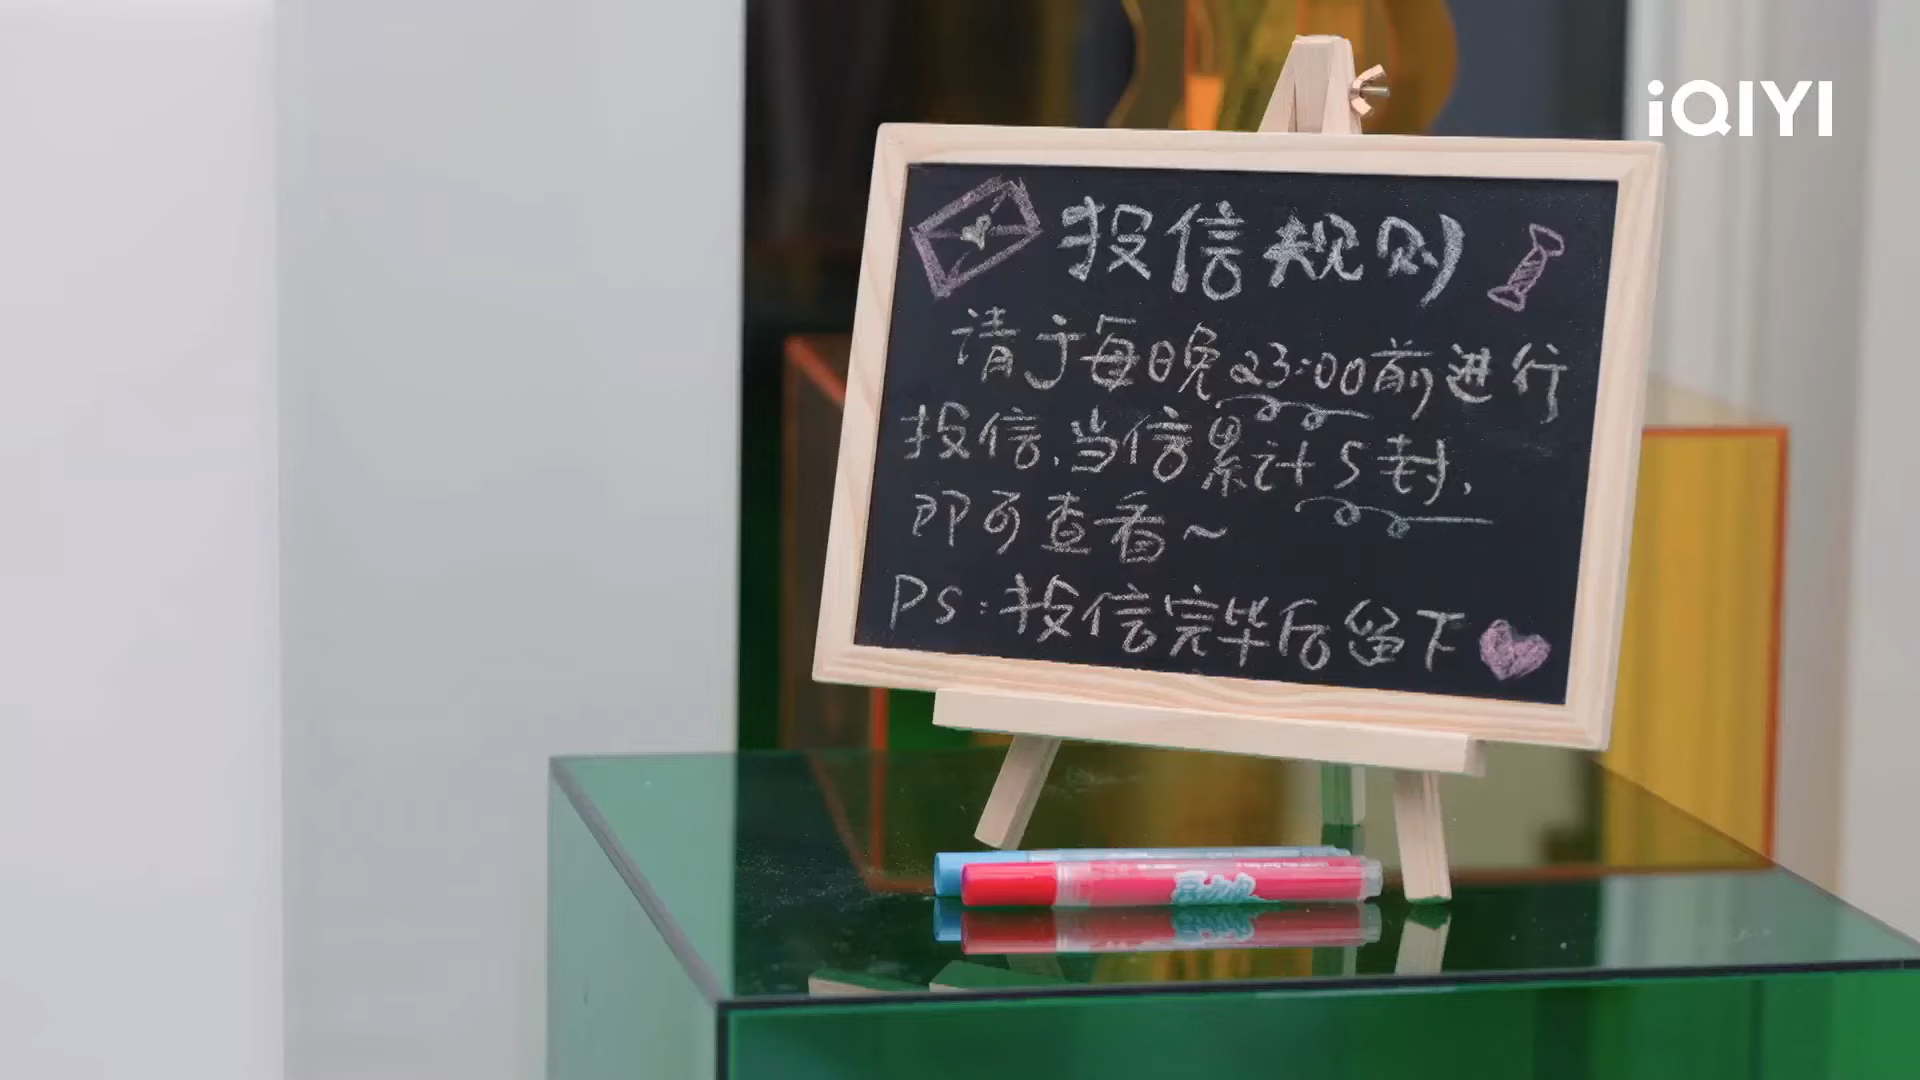 iQIYI
投信规则
请于每晚23:00前进行
投信,当信累计5封,
即可查看~
PS:投信完毕后留下